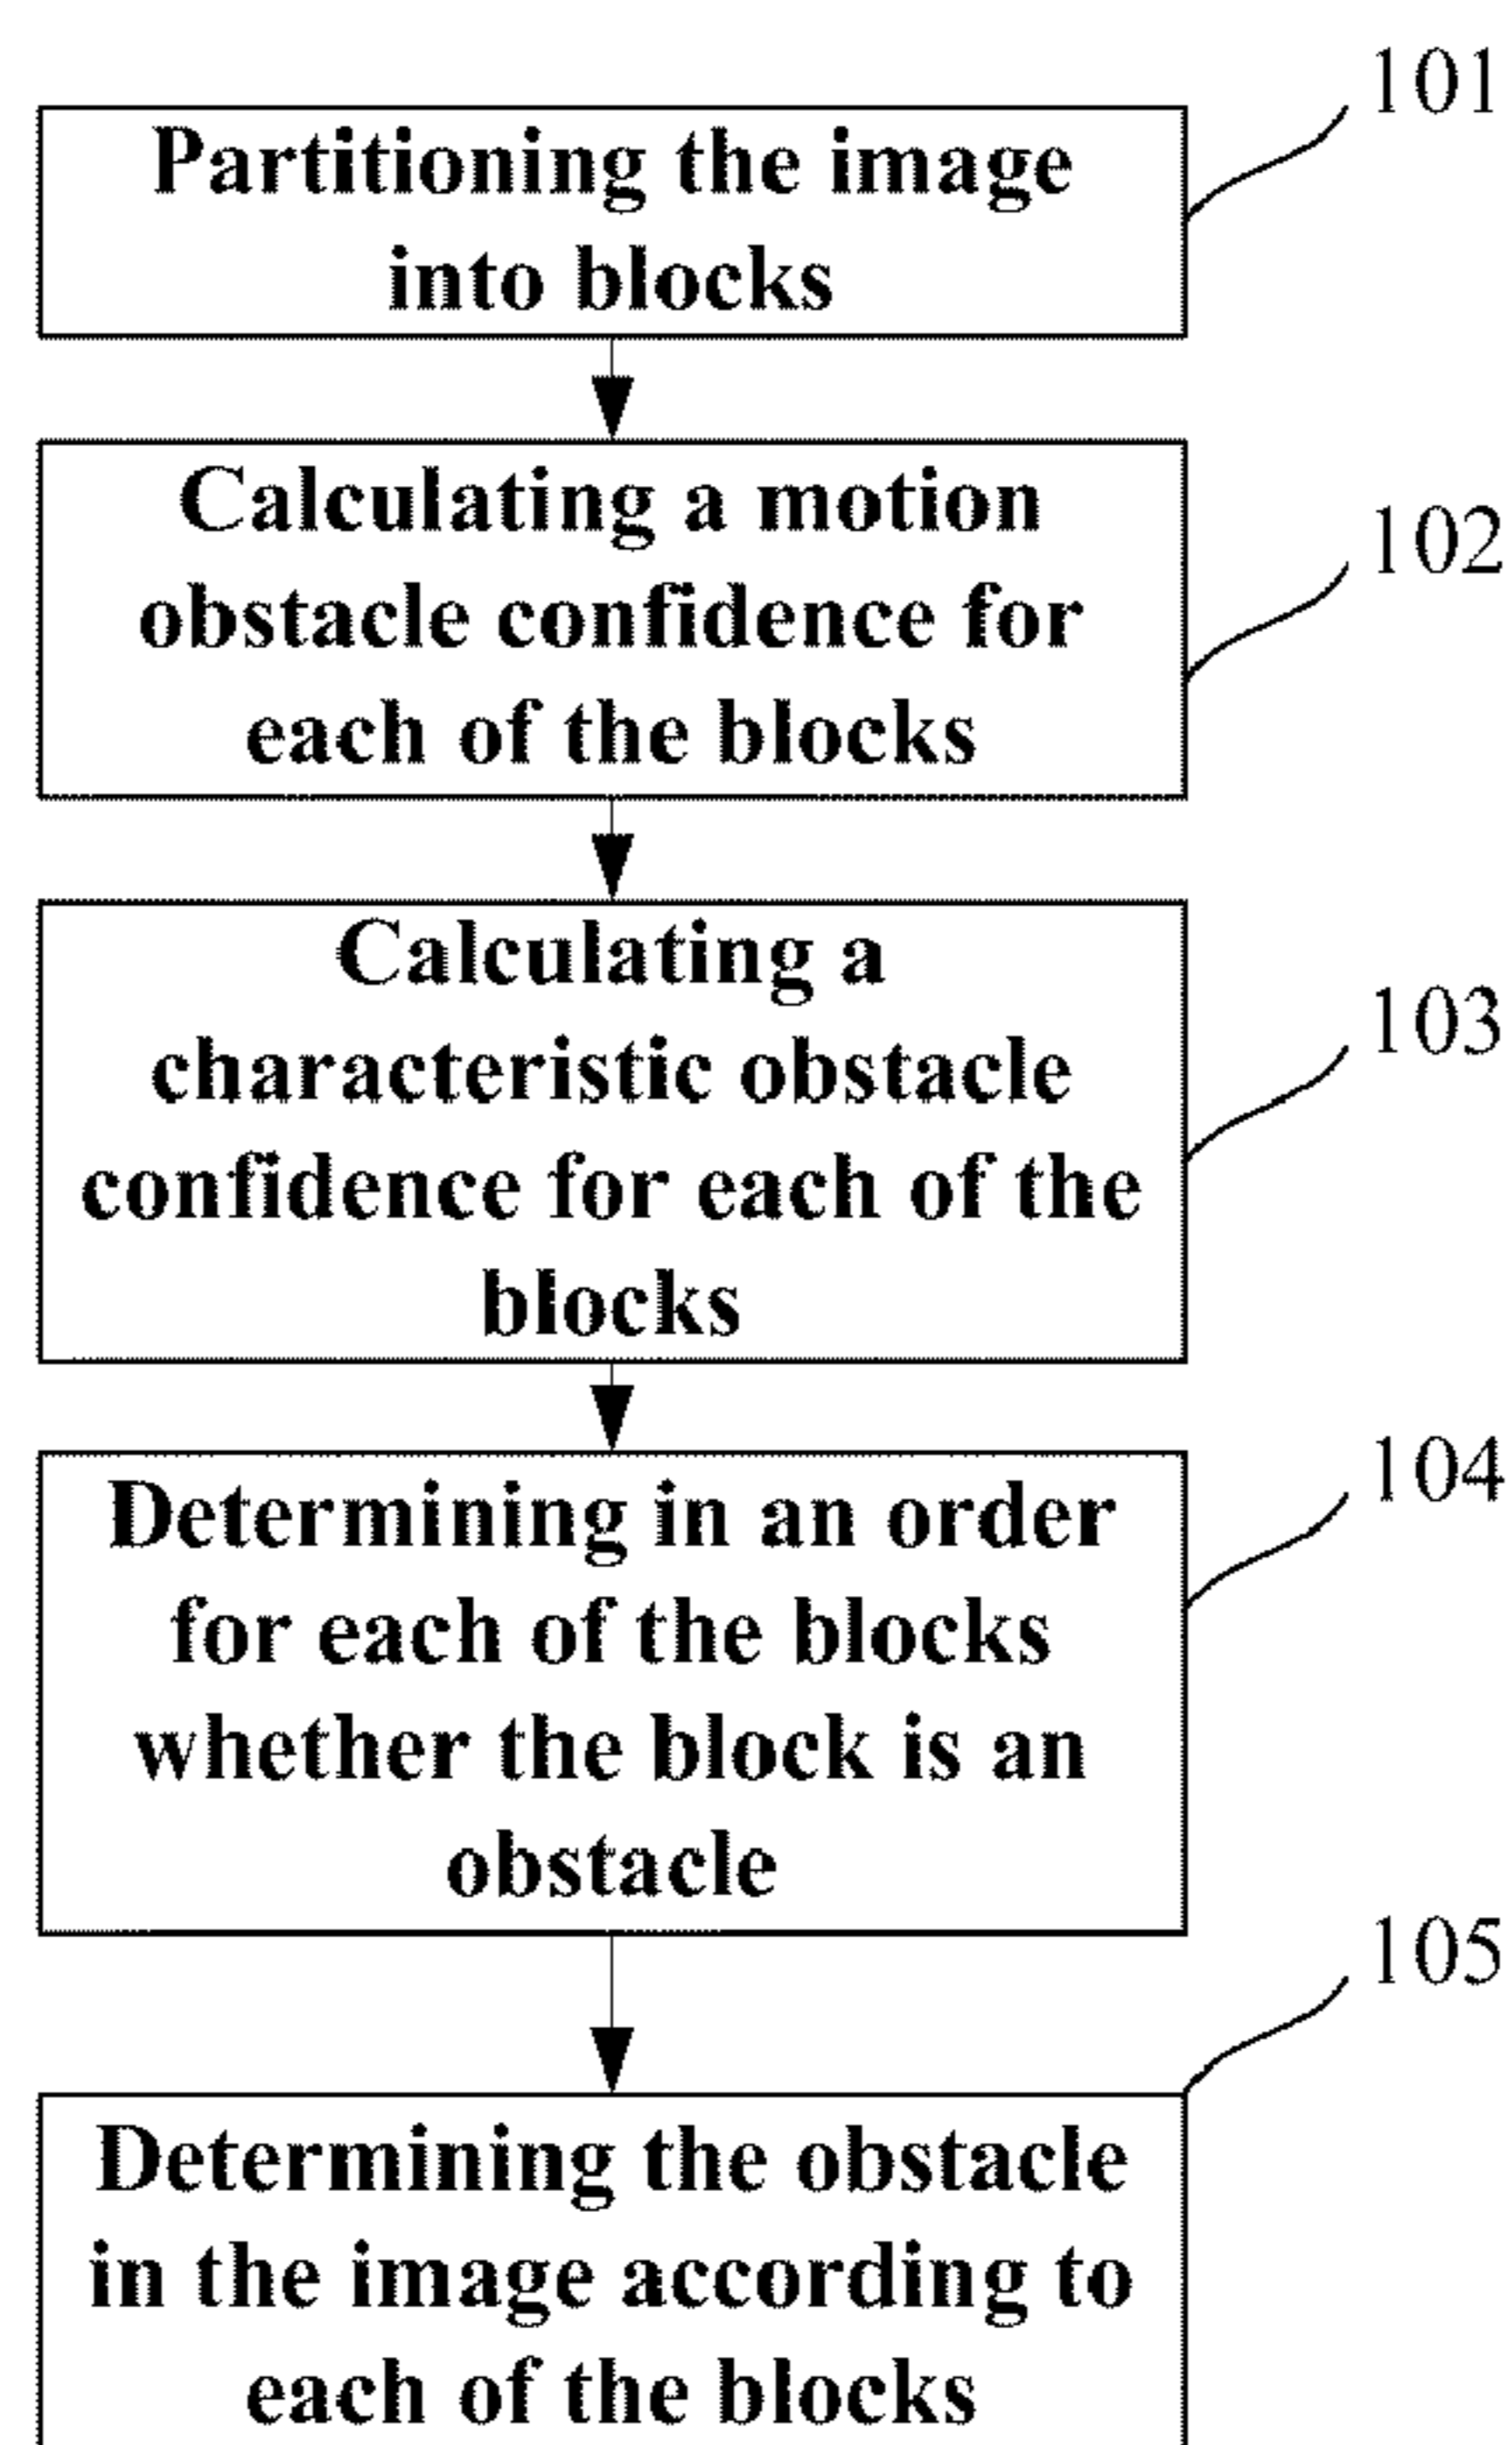 101
Partitioning the image
into blocks
102
Calculating a motion
obstacle confidence for
each of the blocks
103
Calculating a
characteristic obstacle
confidence for each of the
blocks
104
Determining in an order
for each of the blocks
whether the block is an
obstacle
105
Determining the obstacle
in the image according to
each of the blocks